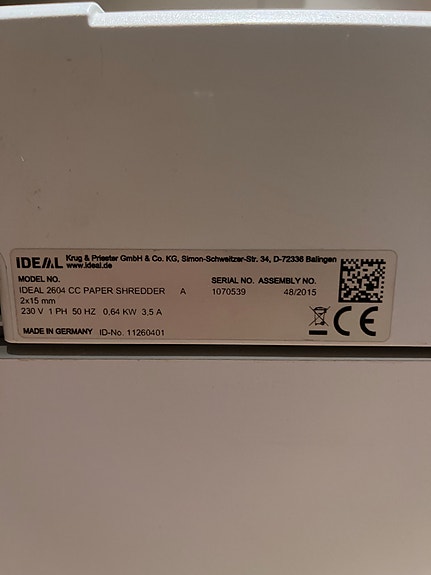 IDEAL Krug & Priester GmbH & Co. KG, Simon-Schweitzer-Str. 34, D-72336 Balingen
www.ideal.de
MODEL NO. SERIAL NO. ASSEMBLY NO.
IDEAL 2604 CC PAPER SHREDDER A 1070539 48/2015
2x15 mm
230 V 1 PH 50 HZ 0,64 KW 3,5 A
MADE IN GERMANY ID-No. 11260401
CE